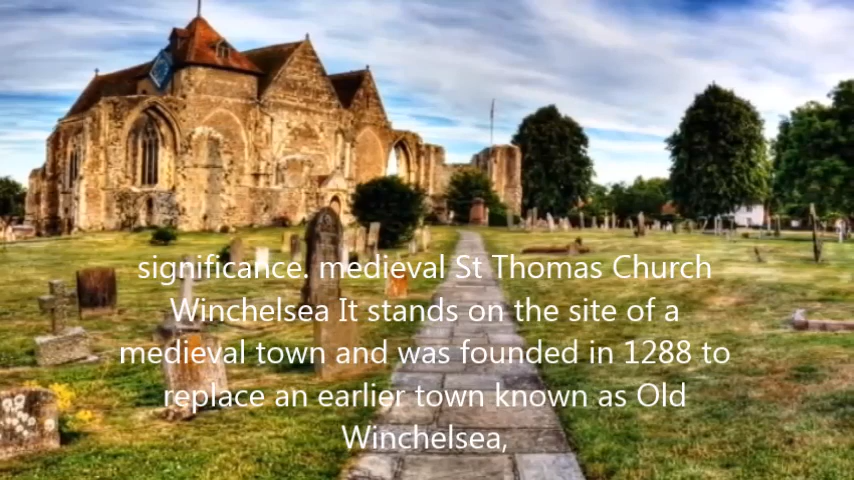 significance. medieval St Thomas Church
Winchelsea It stands on the site of a
medieval town and was founded in 1288 to
replace an earlier town known as Old
Winchelsea,